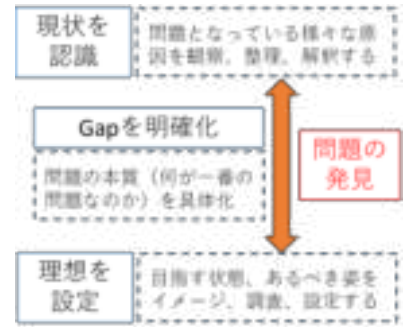 現状を
認識
問題となっている様々な原
因を観察、整理、解釈する
Gapを明確化
問題の本質（何が一番の
問題なのか）を具体化
問題の
発見
理想を
設定
目指す状態、あるべき姿を
イメージ、調査、設定する